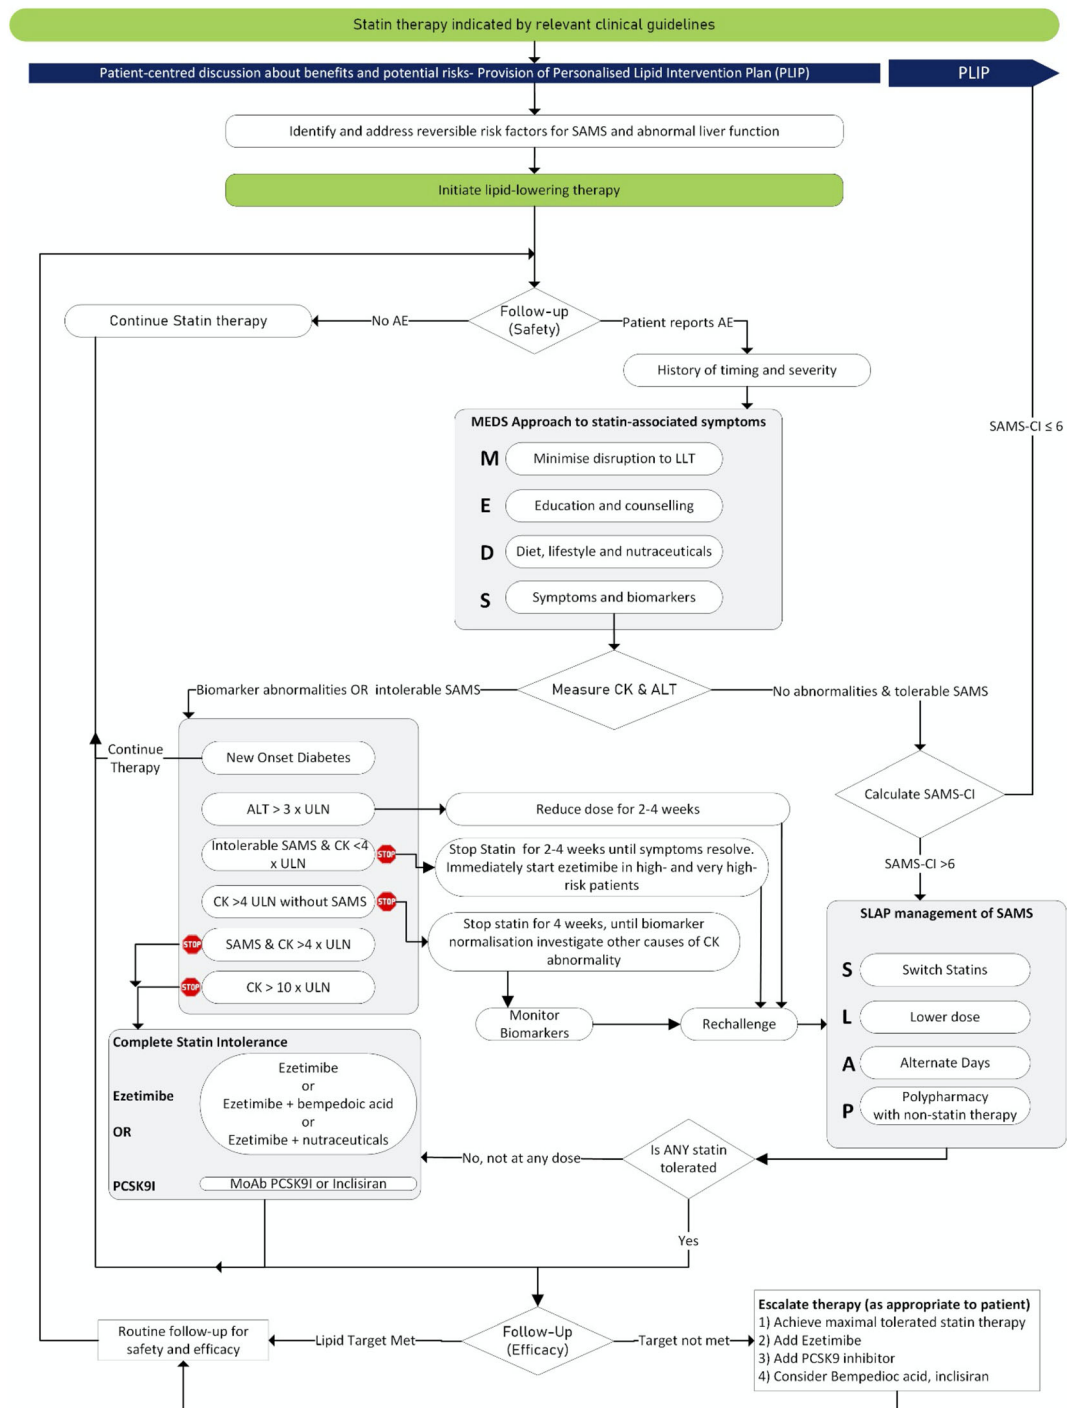 Statin therapy indicated by relevant clinical guidelines
Patient-centred discussion about benefits and potential risks- Provision of Personalised Lipid Intervention Plan (PLIP)
PLIP
Identify and address reversible risk factors for SAMS and abnormal liver function
Initiate lipid-lowering therapy
Continue Statin therapy
No AE
Follow-up
(Safety)
Patient reports AE
History of timing and severity
SAMS-CI ≤ 6
MEDS Approach to statin-associated symptoms
M Minimise disruption to LLT
E Education and counselling
D Diet, lifestyle and nutraceuticals
S Symptoms and biomarkers
Biomarker abnormalities OR intolerable SAMS
Measure CK & ALT
No abnormalities & tolerable SAMS
Continue
Therapy
New Onset Diabetes
ALT > 3 x ULN
Reduce dose for 2-4 weeks
Calculate SAMS-CI
Intolerable SAMS & CK <4
x ULN
STOP
Stop Statin for 2-4 weeks until symptoms resolve.
Immediately start ezetimibe in high- and very high-
risk patients
SAMS-CI >6
CK >4 ULN without SAMS
STOP
Stop statin for 4 weeks, until biomarker
normalisation investigate other causes of CK
abnormality
STOP
SAMS & CK >4 x ULN
STOP
CK > 10 x ULN
Monitor
Biomarkers
Rechallenge
SLAP management of SAMS
S Switch Statins
L Lower dose
A Alternate Days
P Polypharmacy
with non-statin therapy
Complete Statin Intolerance
Ezetimibe
OR
PCSK9I
Ezetimibe
or
Ezetimibe + bempedoic acid
or
Ezetimibe + nutraceuticals
MoAb PCSK9I or Inclisiran
No, not at any dose
Is ANY statin
tolerated
Yes
Routine follow-up for
safety and efficacy
Lipid Target Met
Follow-Up
(Efficacy)
Target not met
Escalate therapy (as appropriate to patient)
1) Achieve maximal tolerated statin therapy
2) Add Ezetimibe
3) Add PCSK9 inhibitor
4) Consider Bempedioc acid, inclisiran